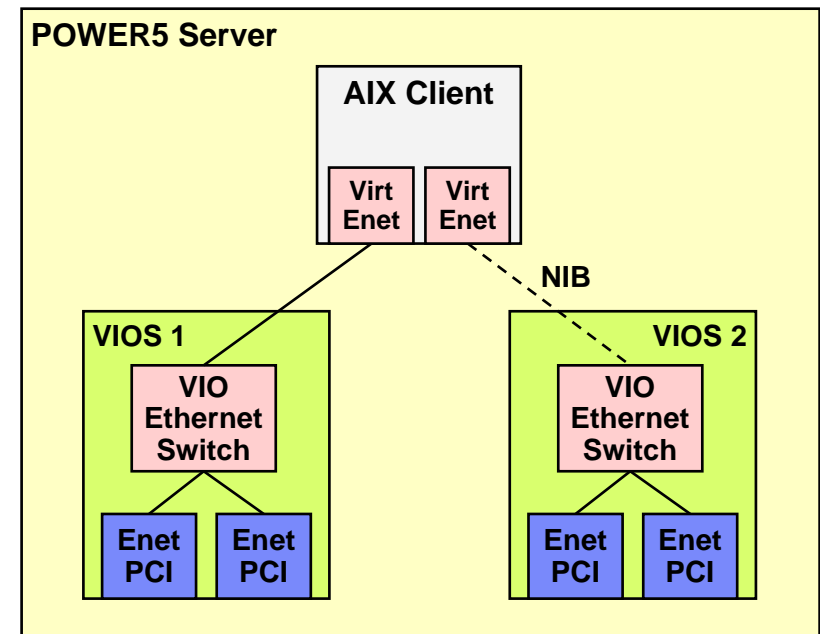 POWER5 Server
AIX Client
Virt
Enet
Virt
Enet
NIB
VIOS 1
VIO
Ethernet
Switch
Enet
PCI
Enet
PCI
VIOS 2
VIO
Ethernet
Switch
Enet
PCI
Enet
PCI